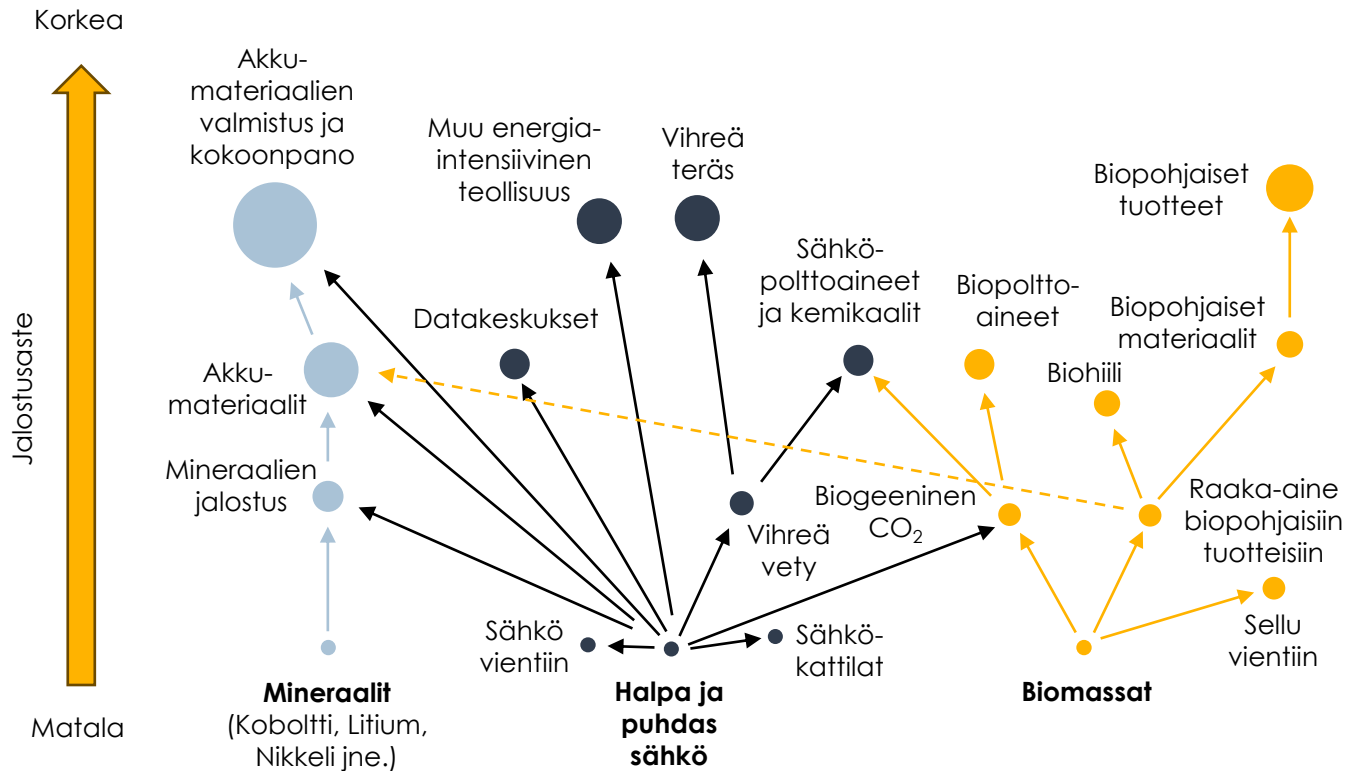 Korkea
Akku-
materiaalien
valmistus ja
kokoonpano
Muu energia-
intensiivinen
teollisuus
Vihreä
teräs
Biopohjaiset
tuotteet
Sähkö-
polttoaineet
ja kemikaalit
Biopoltto-
aineet
Biopohjaiset
materiaalit
Datakeskukset
Biohiili
Akku-
materiaalit
Jalostusaste
Mineraalien
jalostus
Vihreä
vety
Biogeeninen
CO₂
Raaka-aine
biopohjaisiin
tuotteisiin
Sähkö
vientiin
Sähkö-
kattilat
Sellu
vientiin
Matala
Mineraalit
(Koboltti, Litium,
Nikkeli jne.)
Halpa ja
puhdas
sähkö
Biomassat